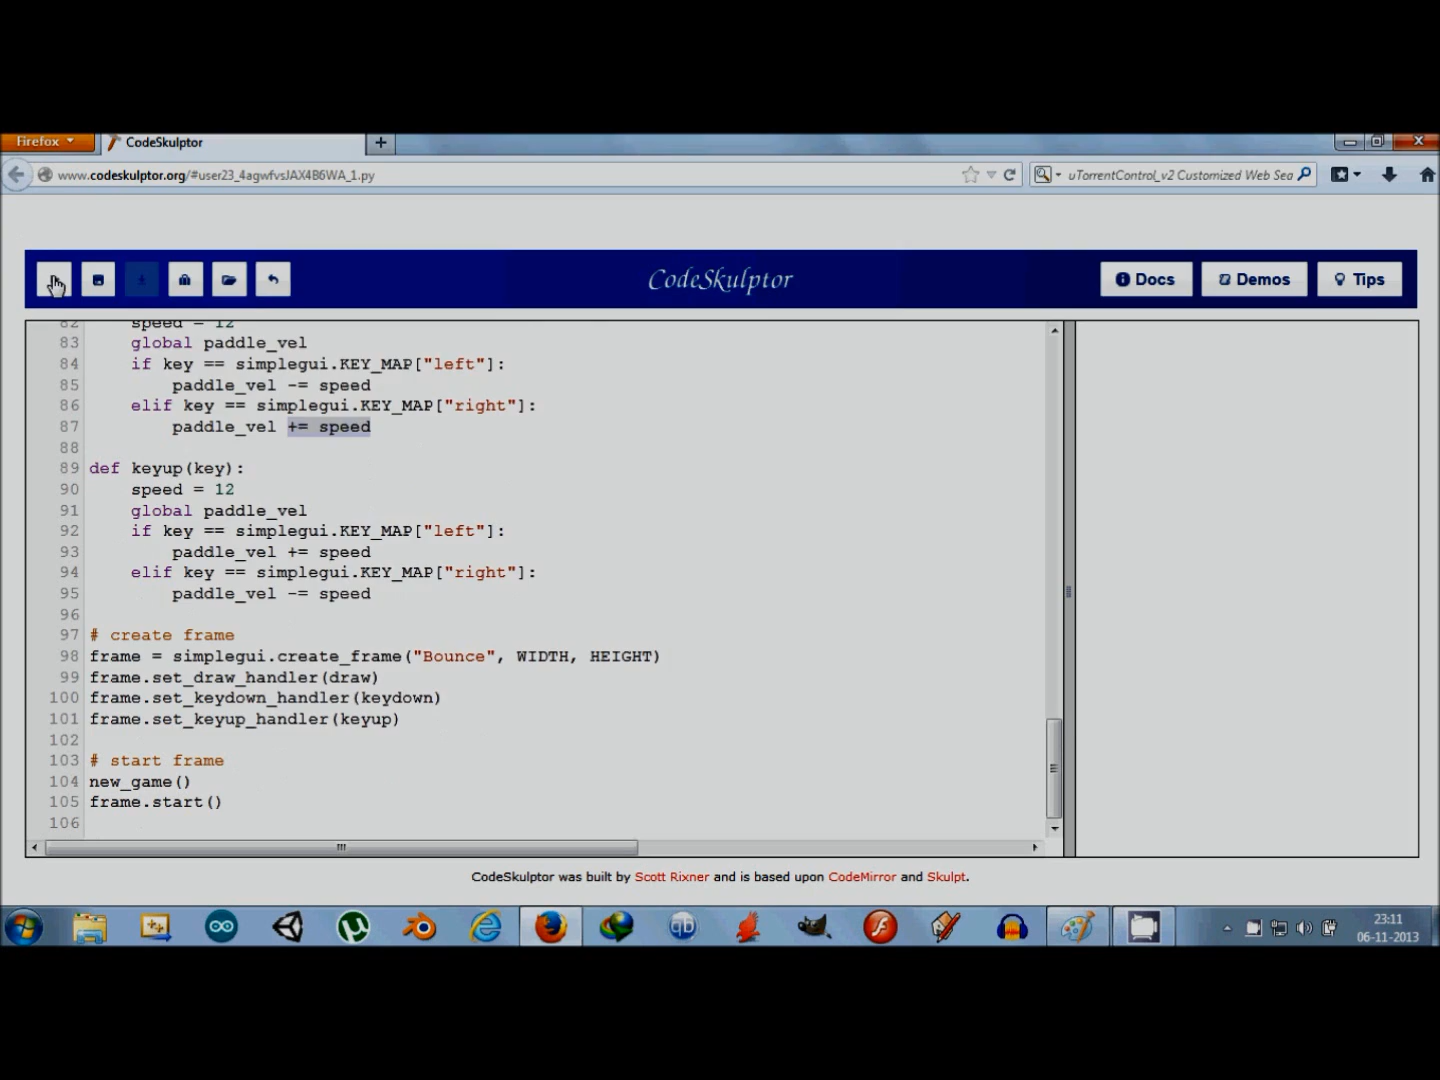 Firefox
CodeSkulptor
www.codeskulptor.org/#user23_4agwfvsJAX4B6WA_1.py
uTorrentControl_v2 Customized Web Sea
CodeSkulptor
Docs
Demos
Tips
82     speed = 12
83     global paddle_vel
84     if key == simplegui.KEY_MAP["left"]:
85         paddle_vel -= speed
86     elif key == simplegui.KEY_MAP["right"]:
87         paddle_vel += speed
88
89 def keyup(key):
90     speed = 12
91     global paddle_vel
92     if key == simplegui.KEY_MAP["left"]:
93         paddle_vel += speed
94     elif key == simplegui.KEY_MAP["right"]:
95         paddle_vel -= speed
96
97 # create frame
98 frame = simplegui.create_frame("Bounce", WIDTH, HEIGHT)
99 frame.set_draw_handler(draw)
100 frame.set_keydown_handler(keydown)
101 frame.set_keyup_handler(keyup)
102
103 # start frame
104 new_game()
105 frame.start()
106
CodeSkulptor was built by Scott Rixner and is based upon CodeMirror and Skulpt.
qb
23:11
06-11-2013